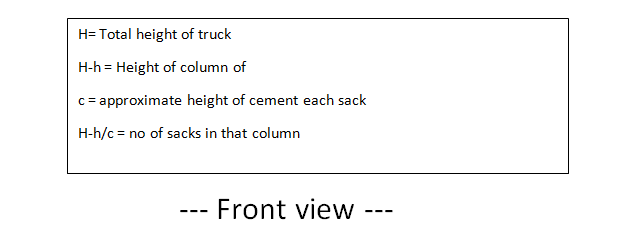 H= Total height of truck
H-h = Height of column of
c = approximate height of cement each sack
H-h/c = no of sacks in that column
--- Front view ---